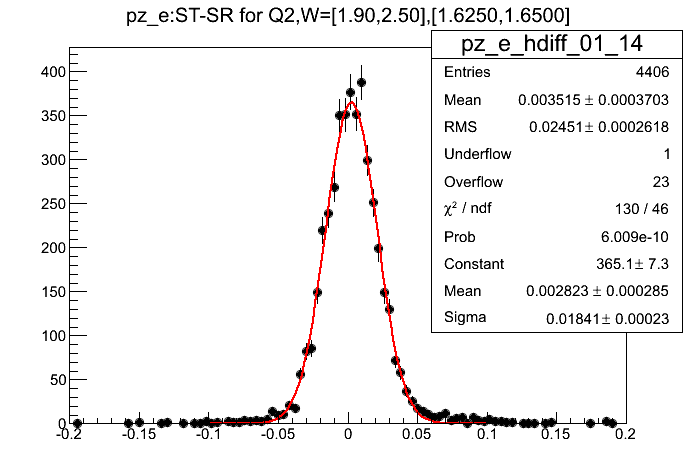 pz_e:ST-SR for Q2,W=[1.90,2.50],[1.6250,1.6500]
pz_e_hdiff_01_14
Entries 4406
Mean 0.003515 ± 0.0003703
RMS 0.02451 ± 0.0002618
Underflow 1
Overflow 23
χ² / ndf 130 / 46
Prob 6.009e-10
Constant 365.1 ± 7.3
Mean 0.002823 ± 0.000285
Sigma 0.01841 ± 0.00023
400
350
300
250
200
150
100
50
0
-0.2 -0.15 -0.1 -0.05 0 0.05 0.1 0.15 0.2